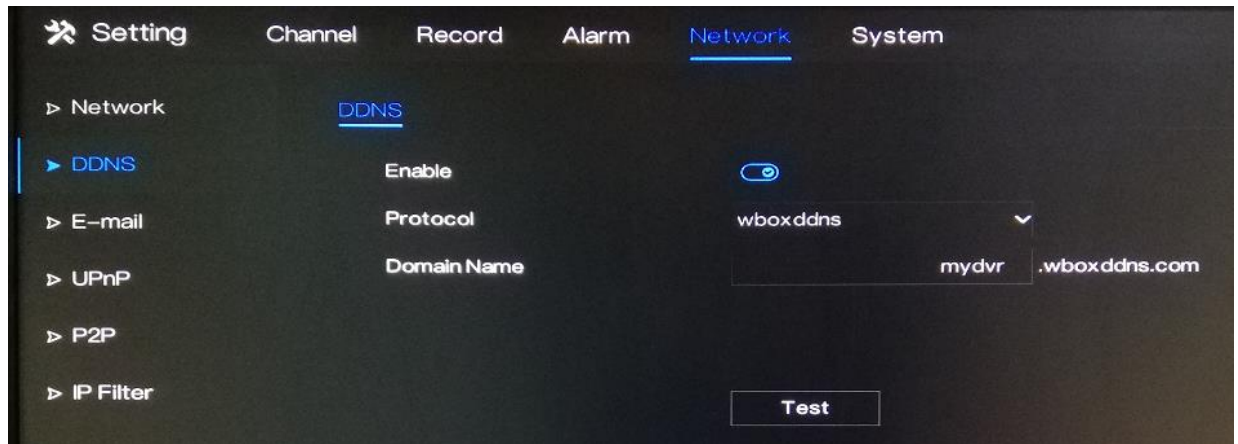 Setting Channel Record Alarm Network System
Network DDNS
DDNS Enable
E-mail Protocol wboxddns
UPnP Domain Name mydvr .wboxddns.com
P2P
IP Filter Test